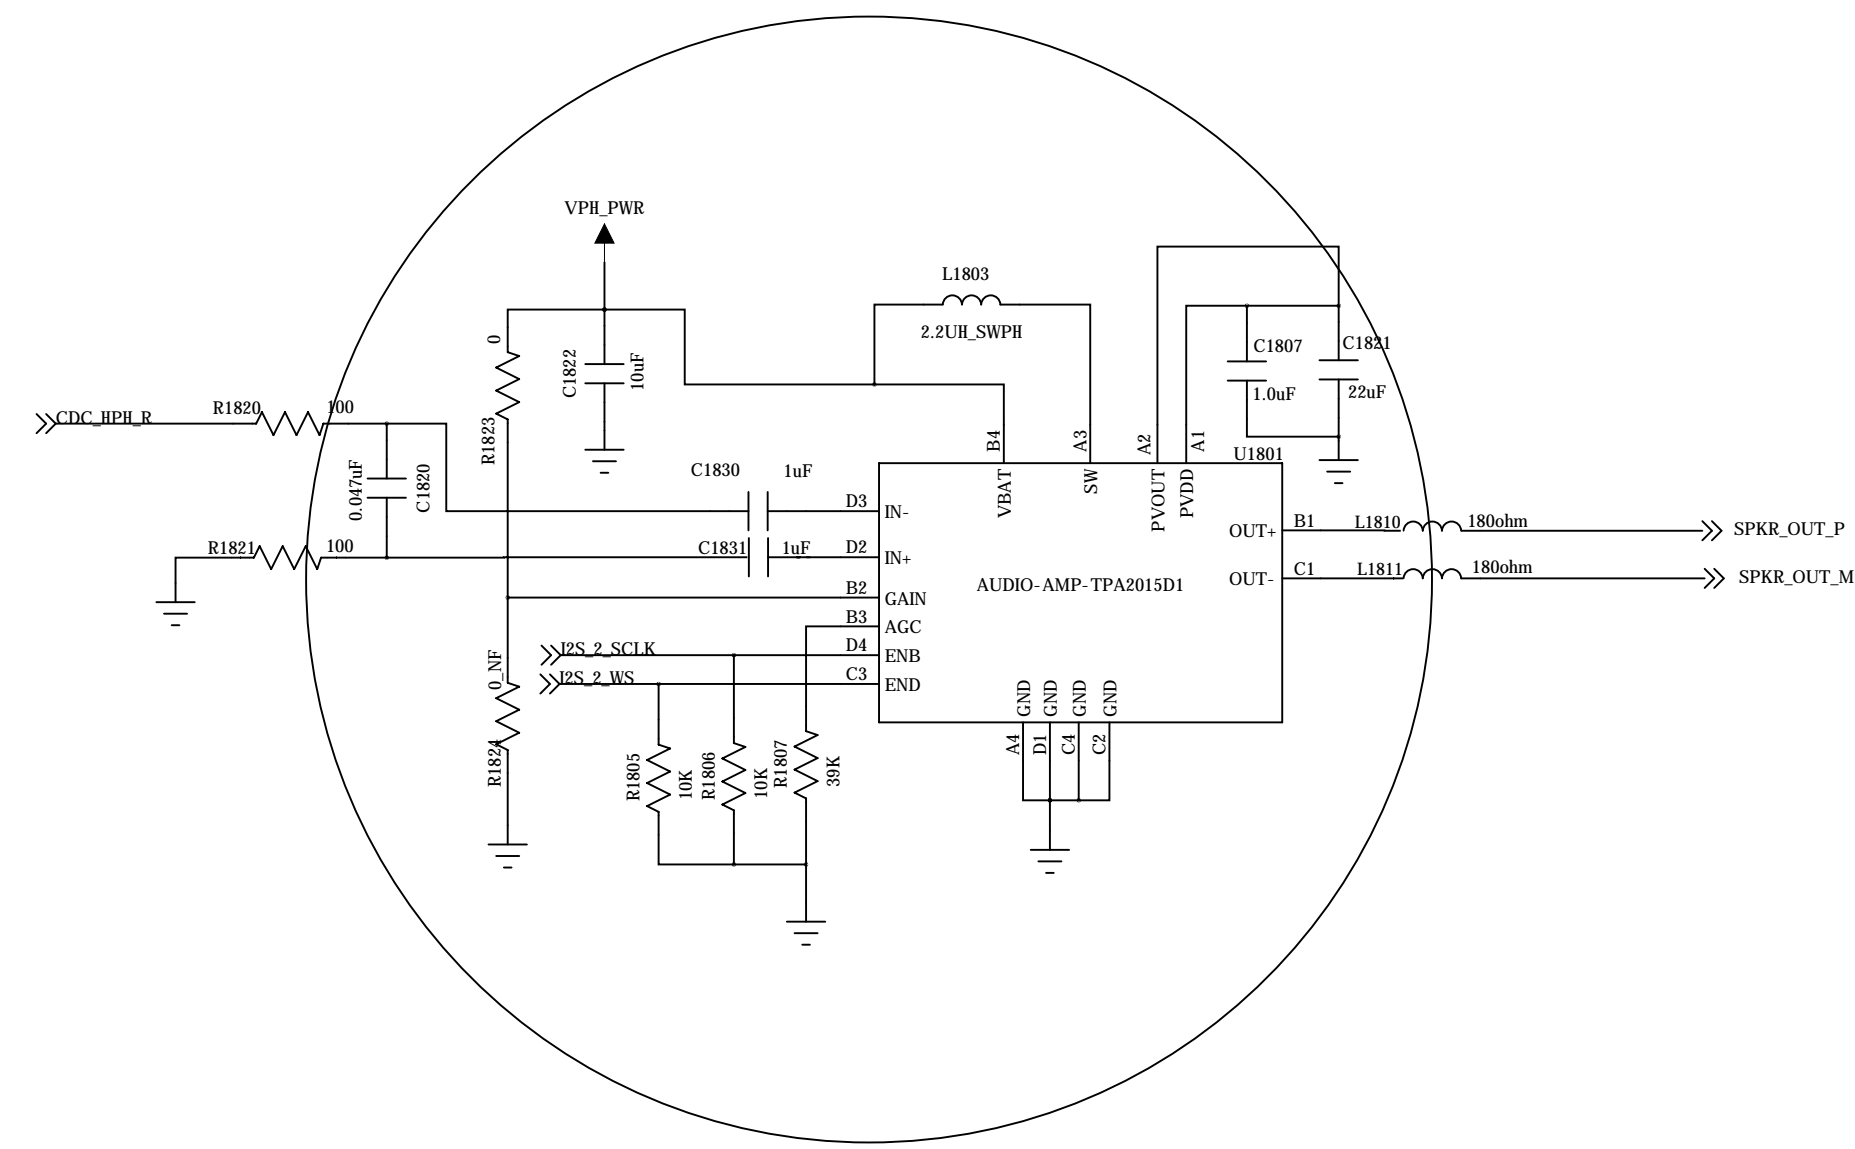 VPH_PWR
L1803
2.2UH_SWPH
0
R1823
C1822
10uF
C1807
1.0uF
C1821
22uF
CDC_HPH_R
R1820
100
0.047uF
C1820
R1821
100
C1830
1uF
C1831
1uF
B4
A3
A2
A1
U1801
VBAT
SW
PVOUT
PVDD
D3
IN-
D2
IN+
B2
GAIN
B3
AGC
D4
ENB
C3
END
AUDIO-AMP-TPA2015D1
OUT+
B1
L1810
180ohm
SPKR_OUT_P
OUT-
C1
L1811
180ohm
SPKR_OUT_M
I2S_2_SCLK
I2S_2_WS
0_NF
R1824
R1805
10K
R1806
10K
R1807
39K
GND
GND
GND
GND
A4
D1
C4
C2